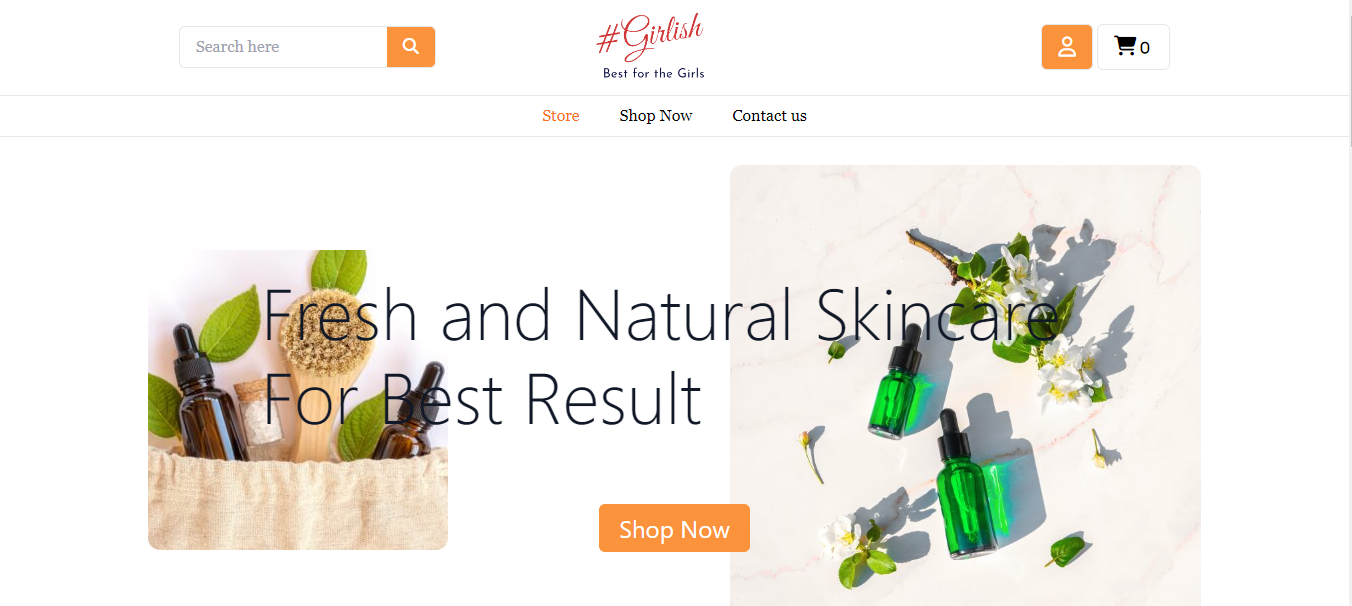 Search here
#Girlish
Best for the Girls
0
Store
Shop Now
Contact us
Fresh and Natural Skincare
For Best Result
Shop Now